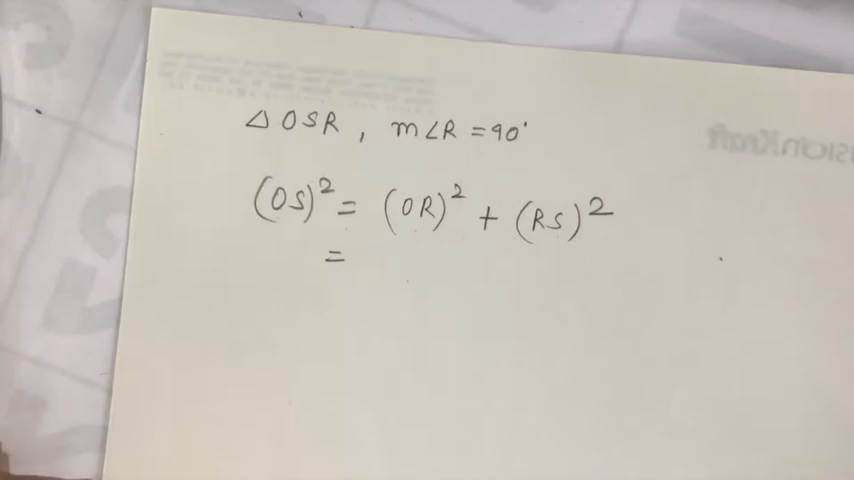 △ OSR, m∠R = 90°
(OS)² = (OR)² + (RS)²
=